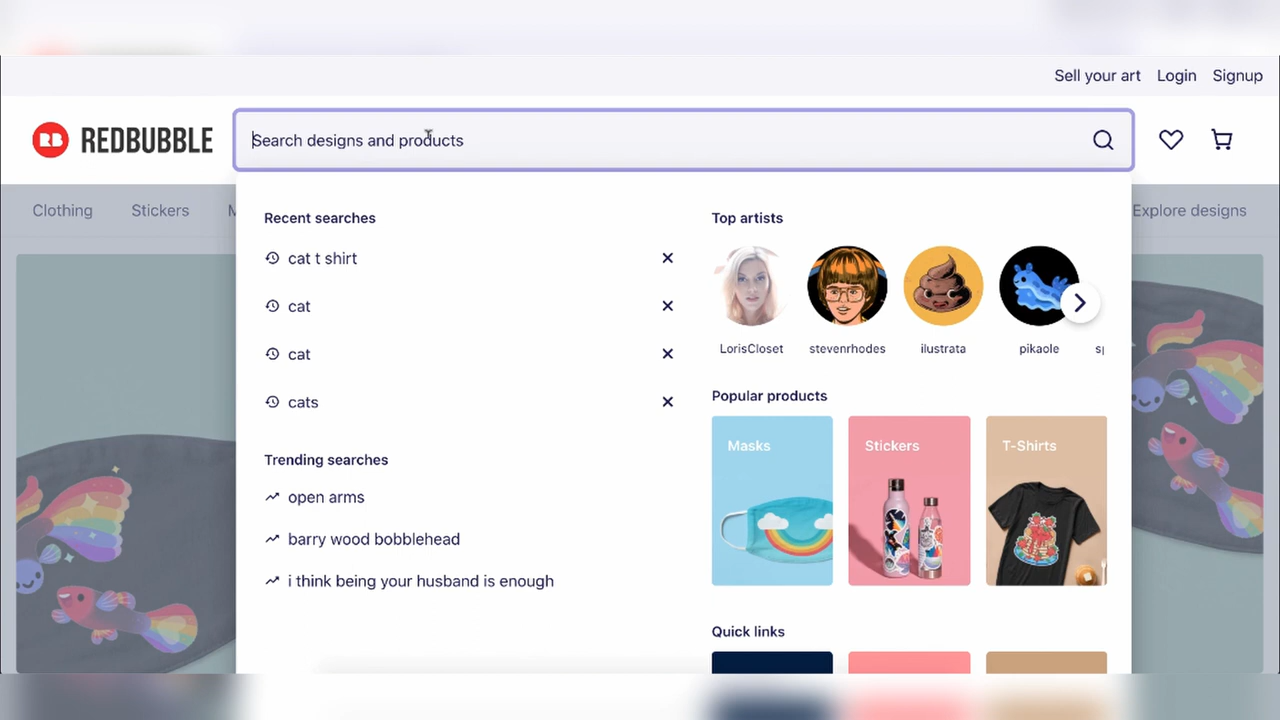 Sell your art Login Signup
RB REDBUBBLE
Search designs and products
Clothing Stickers M Explore designs
Recent searches
cat t shirt
cat
cat
cats
Trending searches
open arms
barry wood bobblehead
i think being your husband is enough
Top artists
LorisCloset stevenrhodes ilustrata pikaole
Popular products
Masks Stickers T-Shirts
Quick links